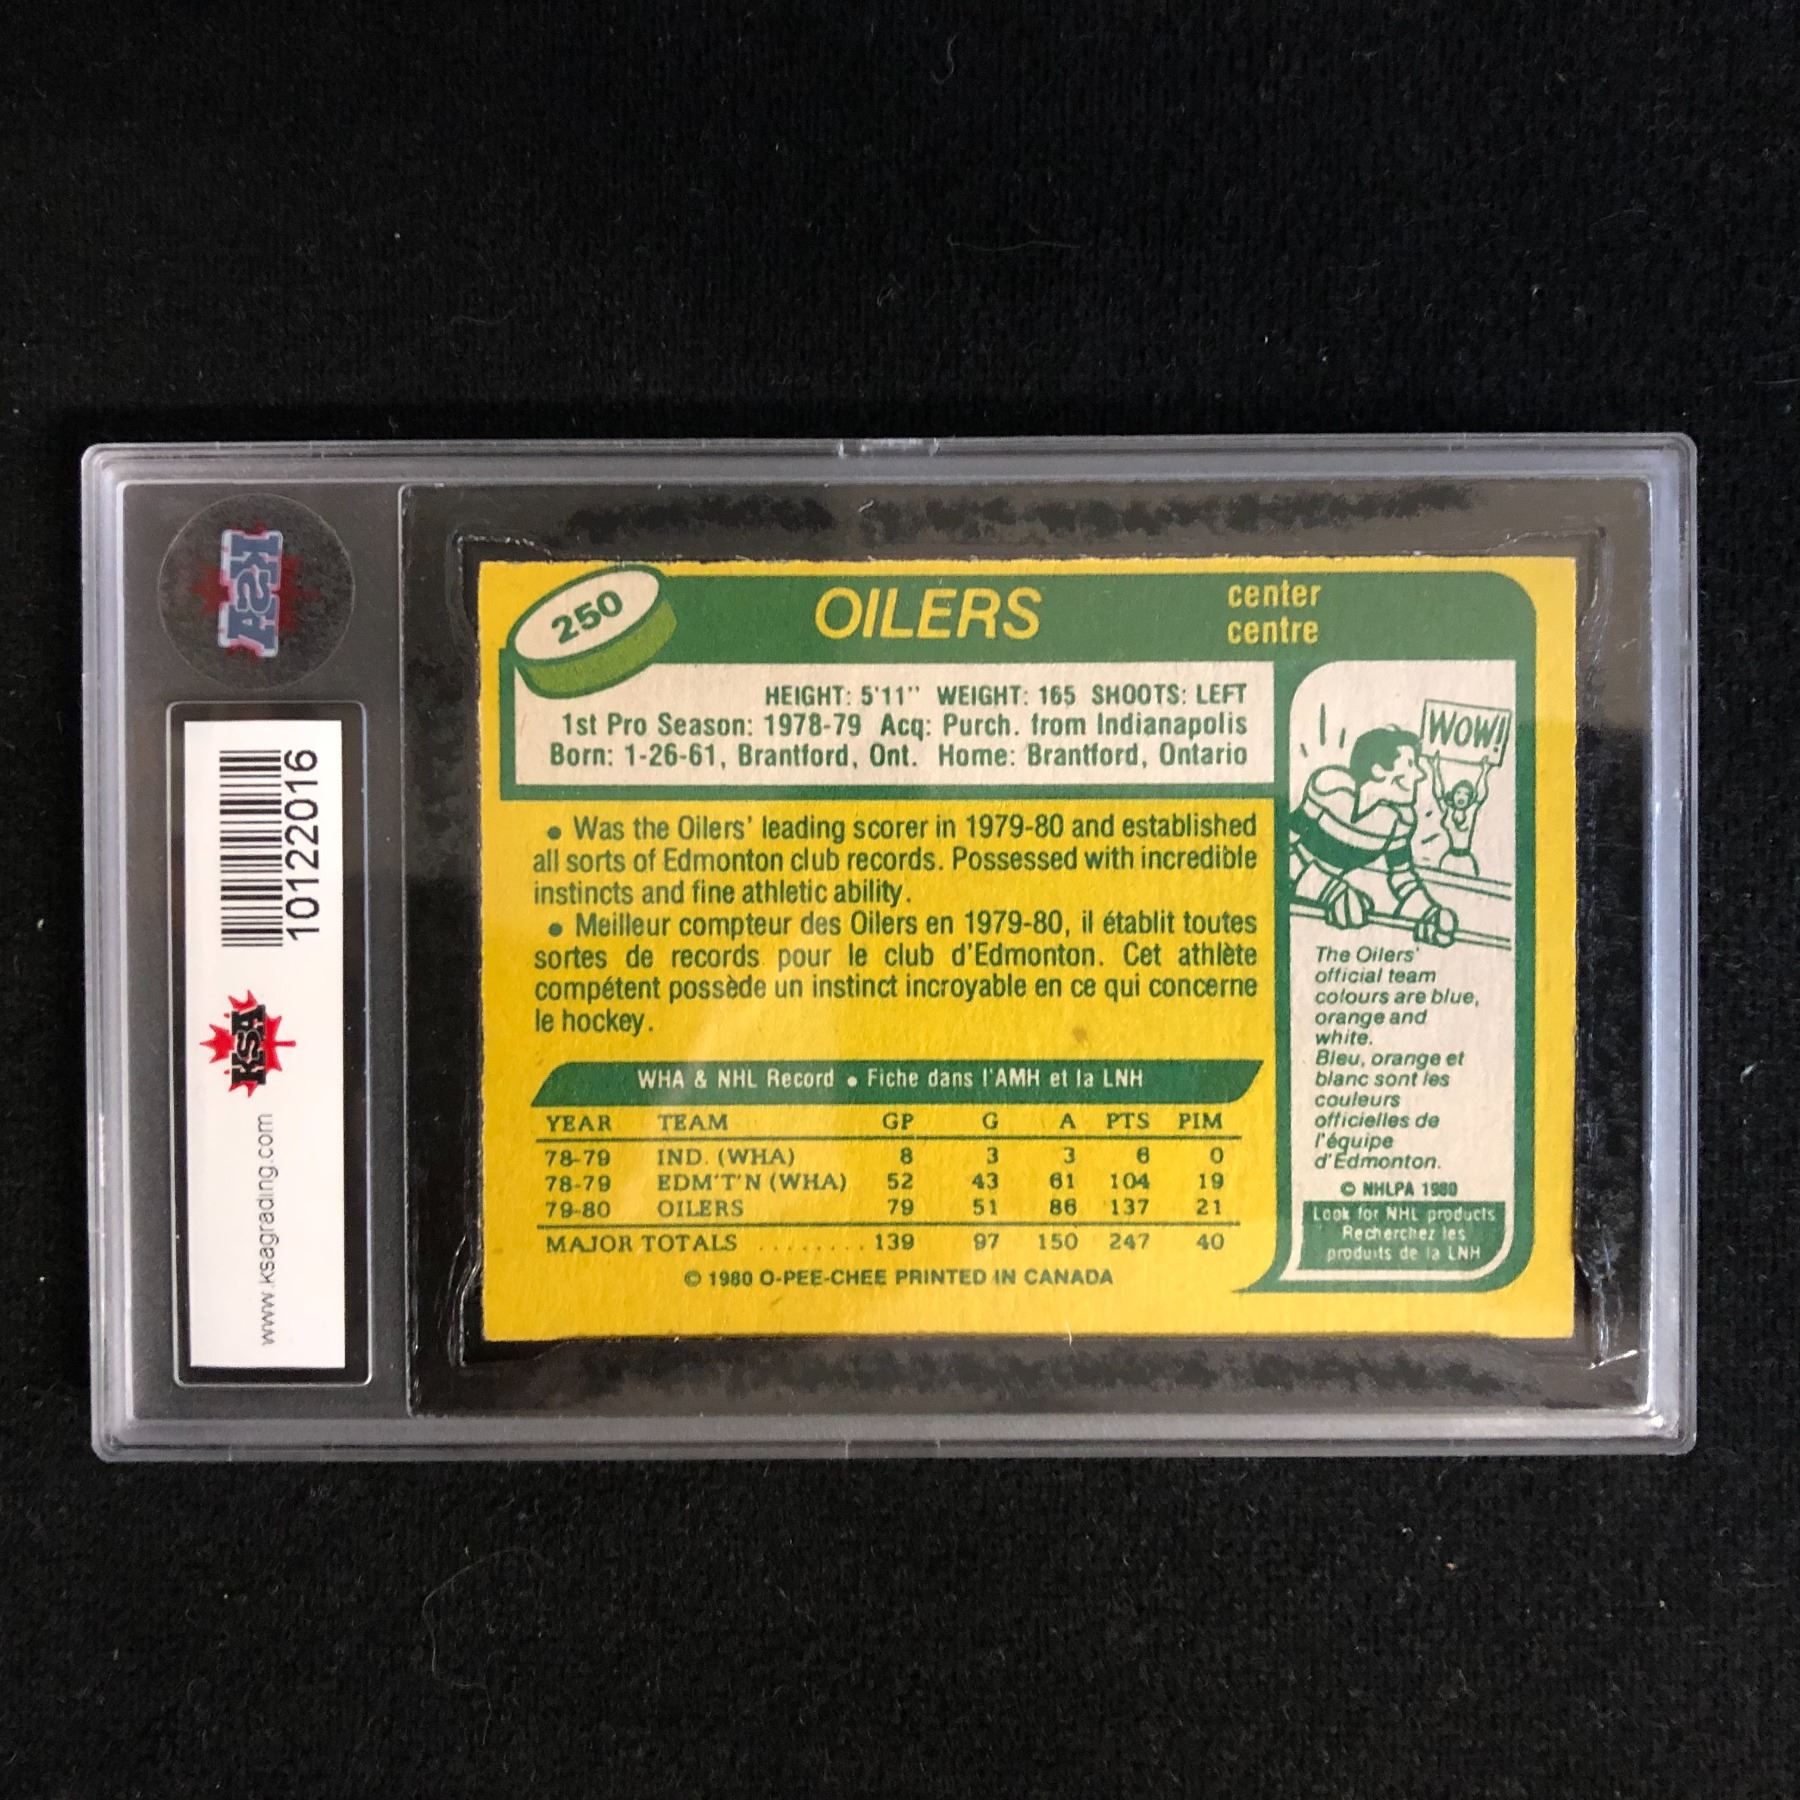 KSA
10122016
KSA
www.ksagrading.com
250
OILERS
center
centre
HEIGHT: 5'11" WEIGHT: 165 SHOOTS: LEFT
1st Pro Season: 1978-79 Acq: Purch. from Indianapolis
Born: 1-26-61, Brantford, Ont. Home: Brantford, Ontario
• Was the Oilers' leading scorer in 1979-80 and established
all sorts of Edmonton club records. Possessed with incredible
instincts and fine athletic ability.
• Meilleur compteur des Oilers en 1979-80, il établit toutes
sortes de records pour le club d'Edmonton. Cet athlète
compétent possède un instinct incroyable en ce qui concerne
le hockey.
WHA & NHL Record • Fiche dans l'AMH et la LNH
YEAR TEAM GP G A PTS PIM
78-79 IND. (WHA) 8 3 3 6 0
78-79 EDM'T'N (WHA) 52 43 61 104 19
79-80 OILERS 79 51 86 137 21
MAJOR TOTALS ......... 139 97 150 247 40
© 1980 O-PEE-CHEE PRINTED IN CANADA
WOW!
The Oilers'
official team
colours are blue,
orange and
white.
Bleu, orange et
blanc sont les
couleurs
officielles de
l'équipe
d'Edmonton.
© NHLPA 1980
Look for NHL products
Recherchez les
produits de la LNH